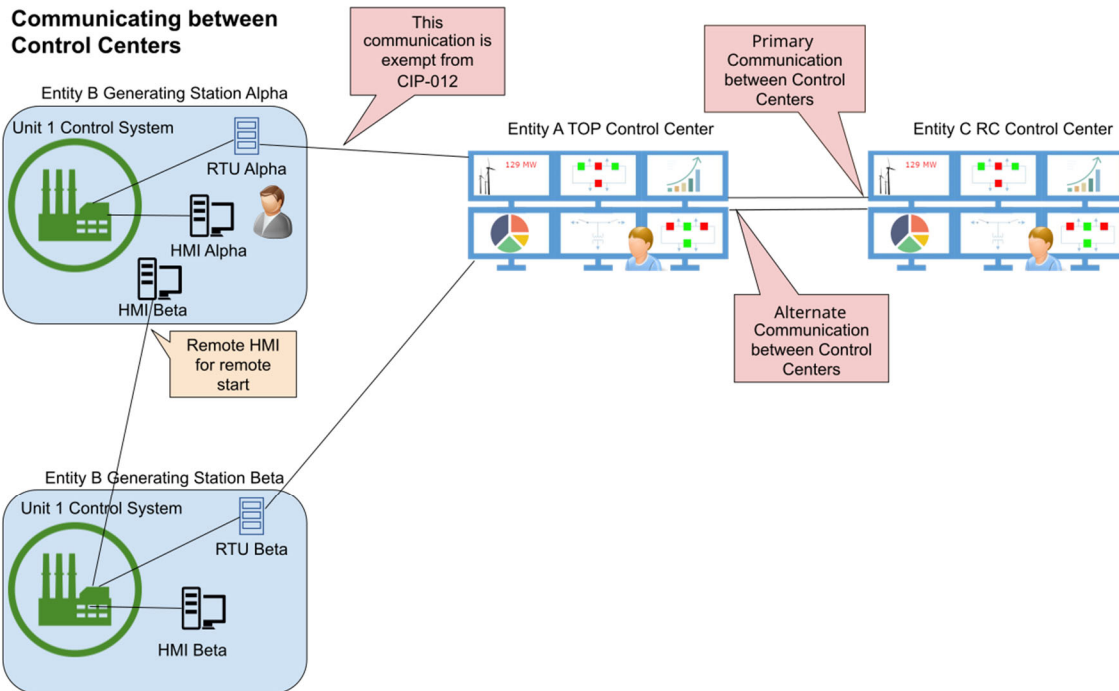 Communicating between
Control Centers
This
communication is
exempt from
CIP-012
Primary
Communication
between Control
Centers
Entity B Generating Station Alpha
Unit 1 Control System
RTU Alpha
HMI Alpha
HMI Beta
Entity A TOP Control Center
129 MW
Entity C RC Control Center
129 MW
Remote HMI
for remote
start
Alternate
Communication
between Control
Centers
Entity B Generating Station Beta
Unit 1 Control System
RTU Beta
HMI Beta